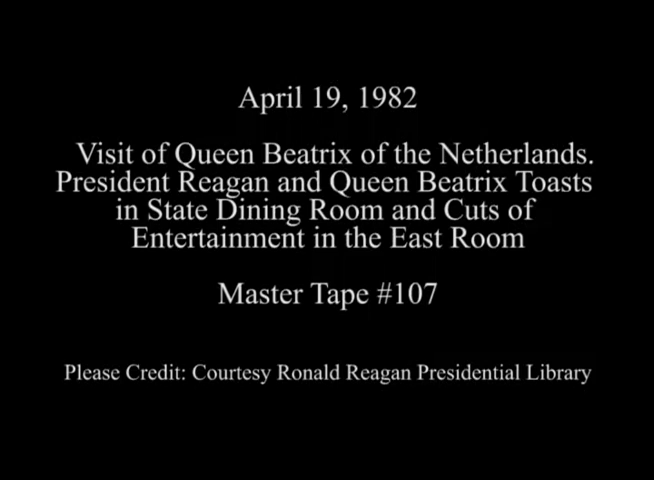 April 19, 1982
Visit of Queen Beatrix of the Netherlands.
President Reagan and Queen Beatrix Toasts
in State Dining Room and Cuts of
Entertainment in the East Room
Master Tape #107
Please Credit: Courtesy Ronald Reagan Presidential Library